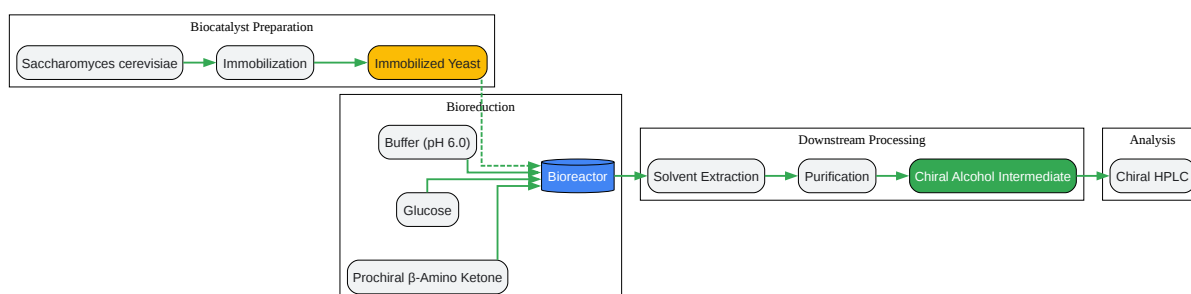 Biocatalyst Preparation
Saccharomyces cerevisiae
Immobilization
Immobilized Yeast
Bioreduction
Buffer (pH 6.0)
Glucose
Prochiral β-Amino Ketone
Bioreactor
Downstream Processing
Solvent Extraction
Purification
Chiral Alcohol Intermediate
Analysis
Chiral HPLC